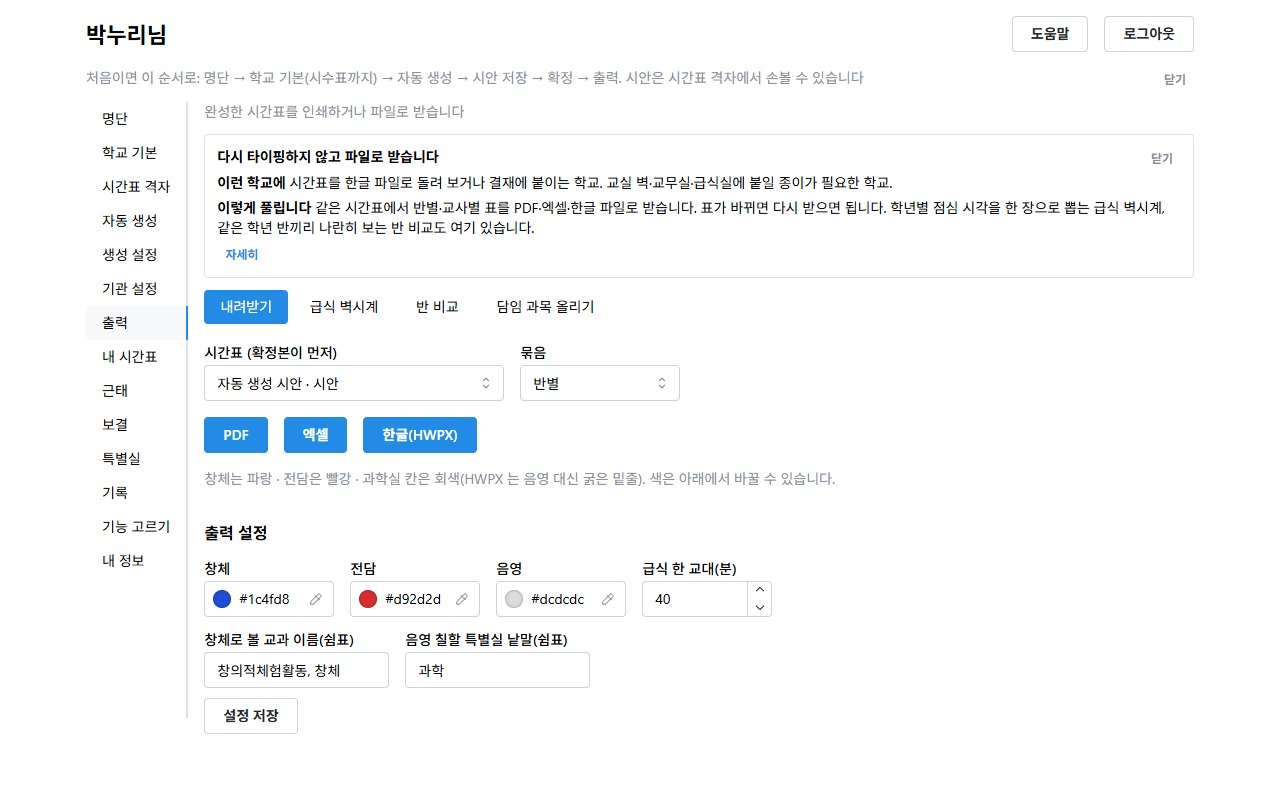 박누리님
도움말
로그아웃
처음이면 이 순서로: 명단 → 학교 기본(시수표까지) → 자동 생성 → 시안 저장 → 확정 → 출력. 시안은 시간표 격자에서 손볼 수 있습니다
닫기
명단
학교 기본
시간표 격자
자동 생성
생성 설정
기관 설정
출력
내 시간표
근태
보결
특별실
기록
기능 고르기
내 정보
완성한 시간표를 인쇄하거나 파일로 받습니다
다시 타이핑하지 않고 파일로 받습니다
닫기
이런 학교에 시간표를 한글 파일로 돌려 보거나 결재에 붙이는 학교. 교실 벽·교무실·급식실에 붙일 종이가 필요한 학교.
이렇게 풀립니다 같은 시간표에서 반별·교사별 표를 PDF·엑셀·한글 파일로 받습니다. 표가 바뀌면 다시 받으면 됩니다. 학년별 점심 시각을 한 장으로 뽑는 급식 벽시계,
같은 학년 반끼리 나란히 보는 반 비교도 여기 있습니다.
자세히
내려받기
급식 벽시계
반 비교
담임 과목 올리기
시간표 (확정본이 먼저)
묶음
자동 생성 시안 · 시안
반별
PDF
엑셀
한글(HWPX)
창체는 파랑 · 전담은 빨강 · 과학실 칸은 회색(HWPX 는 음영 대신 굵은 밑줄). 색은 아래에서 바꿀 수 있습니다.
출력 설정
창체
전담
음영
급식 한 교대(분)
#1c4fd8
#d92d2d
#dcdcdc
40
창체로 볼 교과 이름(쉼표)
음영 칠할 특별실 낱말(쉼표)
창의적체험활동, 창체
과학
설정 저장